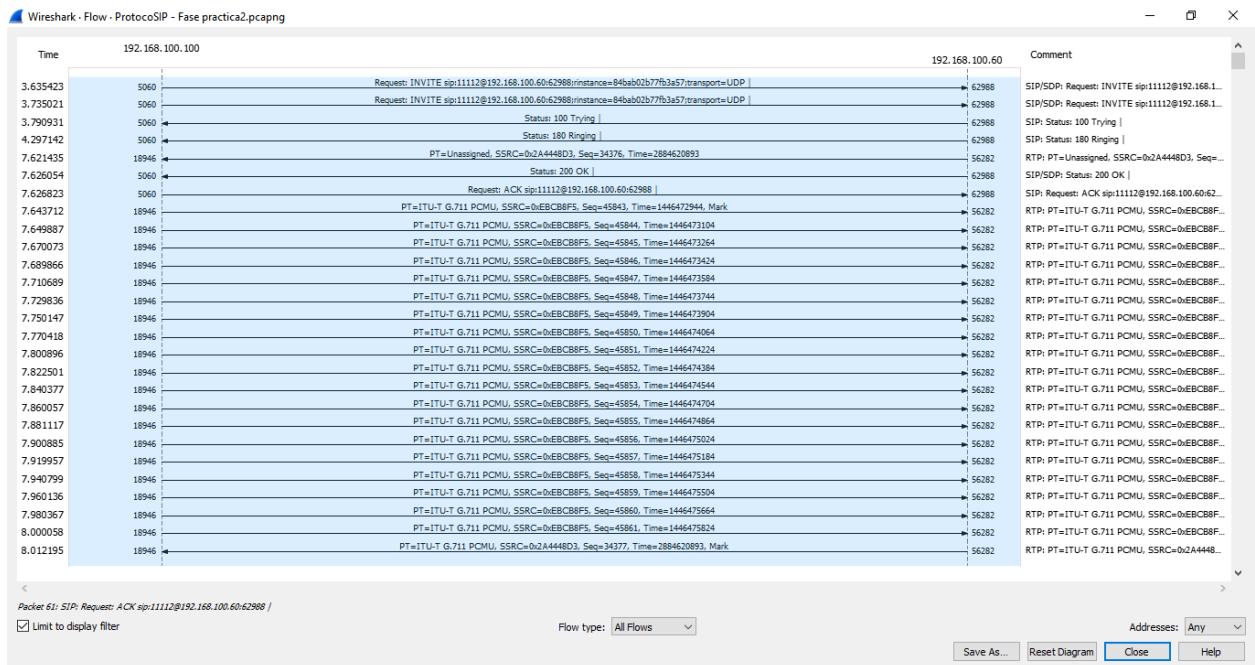 Wireshark · Flow · ProtocoSIP - Fase practica2.pcapng
Time 192.168.100.100 192.168.100.60 Comment
3.635423 5060 Request: INVITE sip:11112@192.168.100.60:62988;rinstance=84bab02b77fb3a57;transport=UDP | 62988 SIP/SDP: Request: INVITE sip:11112@192.168.1...
3.735021 5060 Request: INVITE sip:11112@192.168.100.60:62988;rinstance=84bab02b77fb3a57;transport=UDP | 62988 SIP/SDP: Request: INVITE sip:11112@192.168.1...
3.790931 5060 Status: 100 Trying | 62988 SIP: Status: 100 Trying |
4.297142 5060 Status: 180 Ringing | 62988 SIP: Status: 180 Ringing |
7.621435 18946 PT=Unassigned, SSRC=0x2A4448D3, Seq=34376, Time=2884620893 56282 RTP: PT=Unassigned, SSRC=0x2A4448D3, Seq=...
7.626054 5060 Status: 200 OK | 62988 SIP/SDP: Status: 200 OK |
7.626823 5060 Request: ACK sip:11112@192.168.100.60:62988 | 62988 SIP: Request: ACK sip:11112@192.168.100.60:62...
7.643712 18946 PT=ITU-T G.711 PCMU, SSRC=0xEBCB8F5, Seq=45843, Time=1446472944, Mark 56282 RTP: PT=ITU-T G.711 PCMU, SSRC=0xEBCB8F...
7.649887 18946 PT=ITU-T G.711 PCMU, SSRC=0xEBCB8F5, Seq=45844, Time=1446473104 56282 RTP: PT=ITU-T G.711 PCMU, SSRC=0xEBCB8F...
7.670073 18946 PT=ITU-T G.711 PCMU, SSRC=0xEBCB8F5, Seq=45845, Time=1446473264 56282 RTP: PT=ITU-T G.711 PCMU, SSRC=0xEBCB8F...
7.689866 18946 PT=ITU-T G.711 PCMU, SSRC=0xEBCB8F5, Seq=45846, Time=1446473424 56282 RTP: PT=ITU-T G.711 PCMU, SSRC=0xEBCB8F...
7.710689 18946 PT=ITU-T G.711 PCMU, SSRC=0xEBCB8F5, Seq=45847, Time=1446473584 56282 RTP: PT=ITU-T G.711 PCMU, SSRC=0xEBCB8F...
7.729836 18946 PT=ITU-T G.711 PCMU, SSRC=0xEBCB8F5, Seq=45848, Time=1446473744 56282 RTP: PT=ITU-T G.711 PCMU, SSRC=0xEBCB8F...
7.750147 18946 PT=ITU-T G.711 PCMU, SSRC=0xEBCB8F5, Seq=45849, Time=1446473904 56282 RTP: PT=ITU-T G.711 PCMU, SSRC=0xEBCB8F...
7.770418 18946 PT=ITU-T G.711 PCMU, SSRC=0xEBCB8F5, Seq=45850, Time=1446474064 56282 RTP: PT=ITU-T G.711 PCMU, SSRC=0xEBCB8F...
7.800896 18946 PT=ITU-T G.711 PCMU, SSRC=0xEBCB8F5, Seq=45851, Time=1446474224 56282 RTP: PT=ITU-T G.711 PCMU, SSRC=0xEBCB8F...
7.822501 18946 PT=ITU-T G.711 PCMU, SSRC=0xEBCB8F5, Seq=45852, Time=1446474384 56282 RTP: PT=ITU-T G.711 PCMU, SSRC=0xEBCB8F...
7.840377 18946 PT=ITU-T G.711 PCMU, SSRC=0xEBCB8F5, Seq=45853, Time=1446474544 56282 RTP: PT=ITU-T G.711 PCMU, SSRC=0xEBCB8F...
7.860057 18946 PT=ITU-T G.711 PCMU, SSRC=0xEBCB8F5, Seq=45854, Time=1446474704 56282 RTP: PT=ITU-T G.711 PCMU, SSRC=0xEBCB8F...
7.881117 18946 PT=ITU-T G.711 PCMU, SSRC=0xEBCB8F5, Seq=45855, Time=1446474864 56282 RTP: PT=ITU-T G.711 PCMU, SSRC=0xEBCB8F...
7.900885 18946 PT=ITU-T G.711 PCMU, SSRC=0xEBCB8F5, Seq=45856, Time=1446475024 56282 RTP: PT=ITU-T G.711 PCMU, SSRC=0xEBCB8F...
7.919957 18946 PT=ITU-T G.711 PCMU, SSRC=0xEBCB8F5, Seq=45857, Time=1446475184 56282 RTP: PT=ITU-T G.711 PCMU, SSRC=0xEBCB8F...
7.940799 18946 PT=ITU-T G.711 PCMU, SSRC=0xEBCB8F5, Seq=45858, Time=1446475344 56282 RTP: PT=ITU-T G.711 PCMU, SSRC=0xEBCB8F...
7.960136 18946 PT=ITU-T G.711 PCMU, SSRC=0xEBCB8F5, Seq=45859, Time=1446475504 56282 RTP: PT=ITU-T G.711 PCMU, SSRC=0xEBCB8F...
7.980367 18946 PT=ITU-T G.711 PCMU, SSRC=0xEBCB8F5, Seq=45860, Time=1446475664 56282 RTP: PT=ITU-T G.711 PCMU, SSRC=0xEBCB8F...
8.000058 18946 PT=ITU-T G.711 PCMU, SSRC=0xEBCB8F5, Seq=45861, Time=1446475824 56282 RTP: PT=ITU-T G.711 PCMU, SSRC=0xEBCB8F...
8.012195 18946 PT=ITU-T G.711 PCMU, SSRC=0x2A4448D3, Seq=34377, Time=2884620893, Mark 56282 RTP: PT=ITU-T G.711 PCMU, SSRC=0x2A4448...
Packet 61: SIP: Request: ACK sip:11112@192.168.100.60:62988 |
Limit to display filter Flow type: All Flows Addresses: Any
Save As... Reset Diagram Close Help